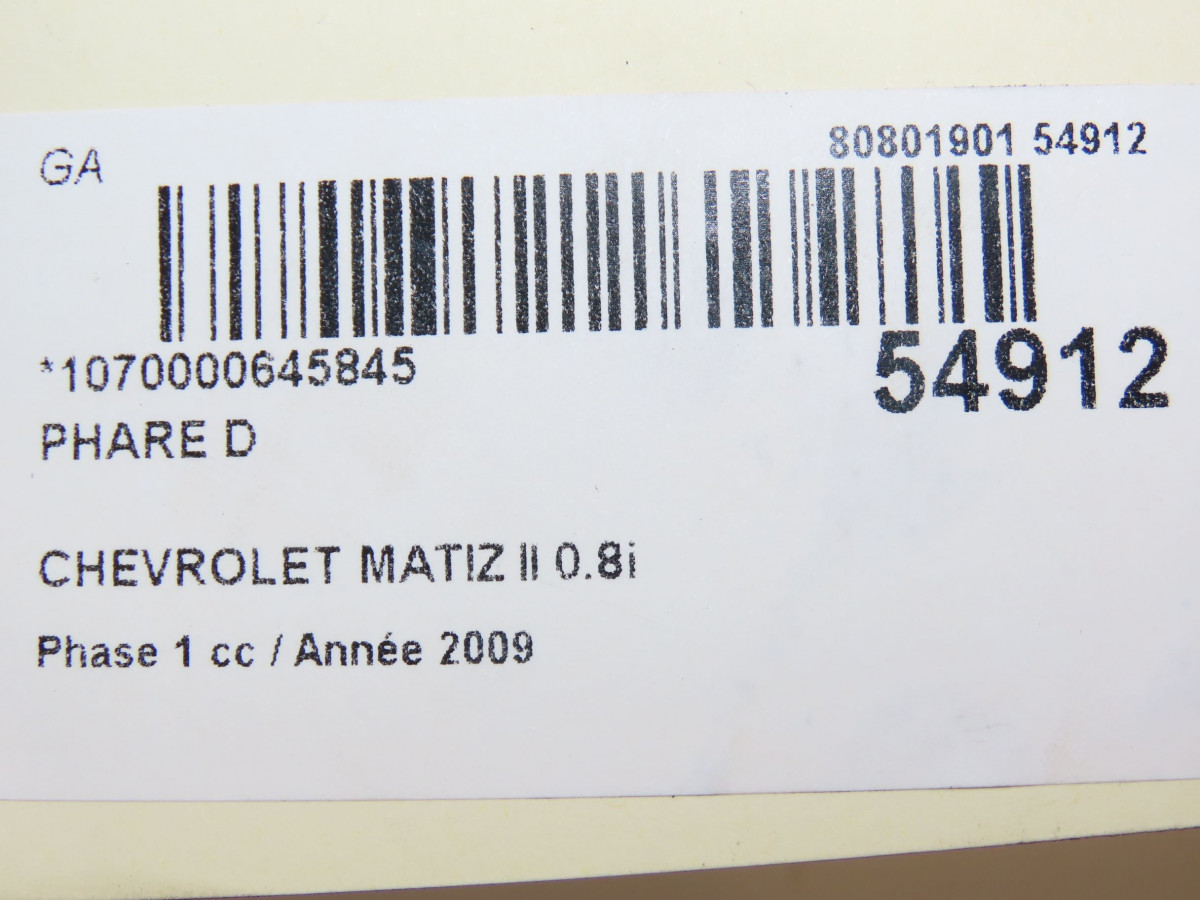 GA
80801901 54912
*1070000645845
54912
PHARE D
CHEVROLET MATIZ II 0.8i
Phase 1 cc / Année 2009